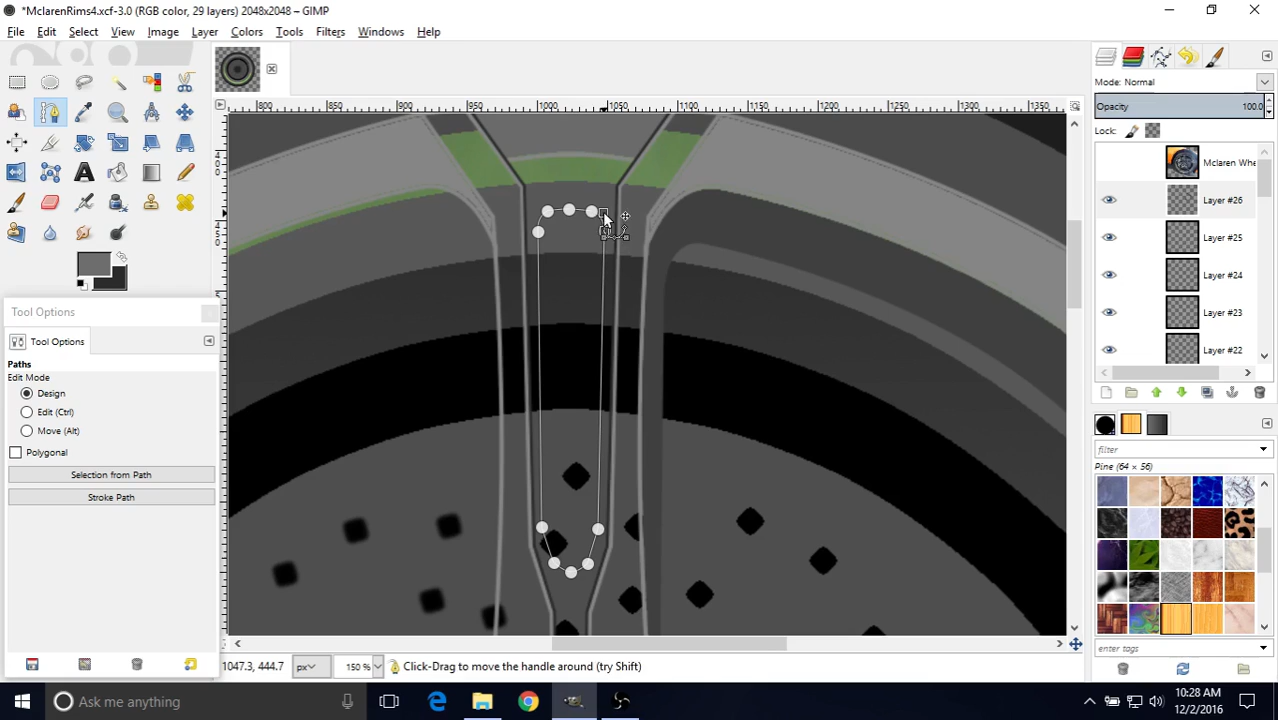 *MclarenRims4.xcf-3.0 (RGB color, 29 layers) 2048x2048 – GIMP
File Edit Select View Image Layer Colors Tools Filters Windows Help
Mode: Normal
Opacity 100.0
Lock:
800 850 900 950 1000 1050 1100 1150 1200 1250 1300 1350
Mclaren Whe
Layer #26
Layer #25
Layer #24
Layer #23
Layer #22
Tool Options
Tool Options
Paths
Edit Mode
Design
Edit (Ctrl)
Move (Alt)
Polygonal
Selection from Path
Stroke Path
filter
Pine (64 × 56)
enter tags
1047.3, 444.7 px 150 % Click-Drag to move the handle around (try Shift)
Ask me anything
10:28 AM
12/2/2016